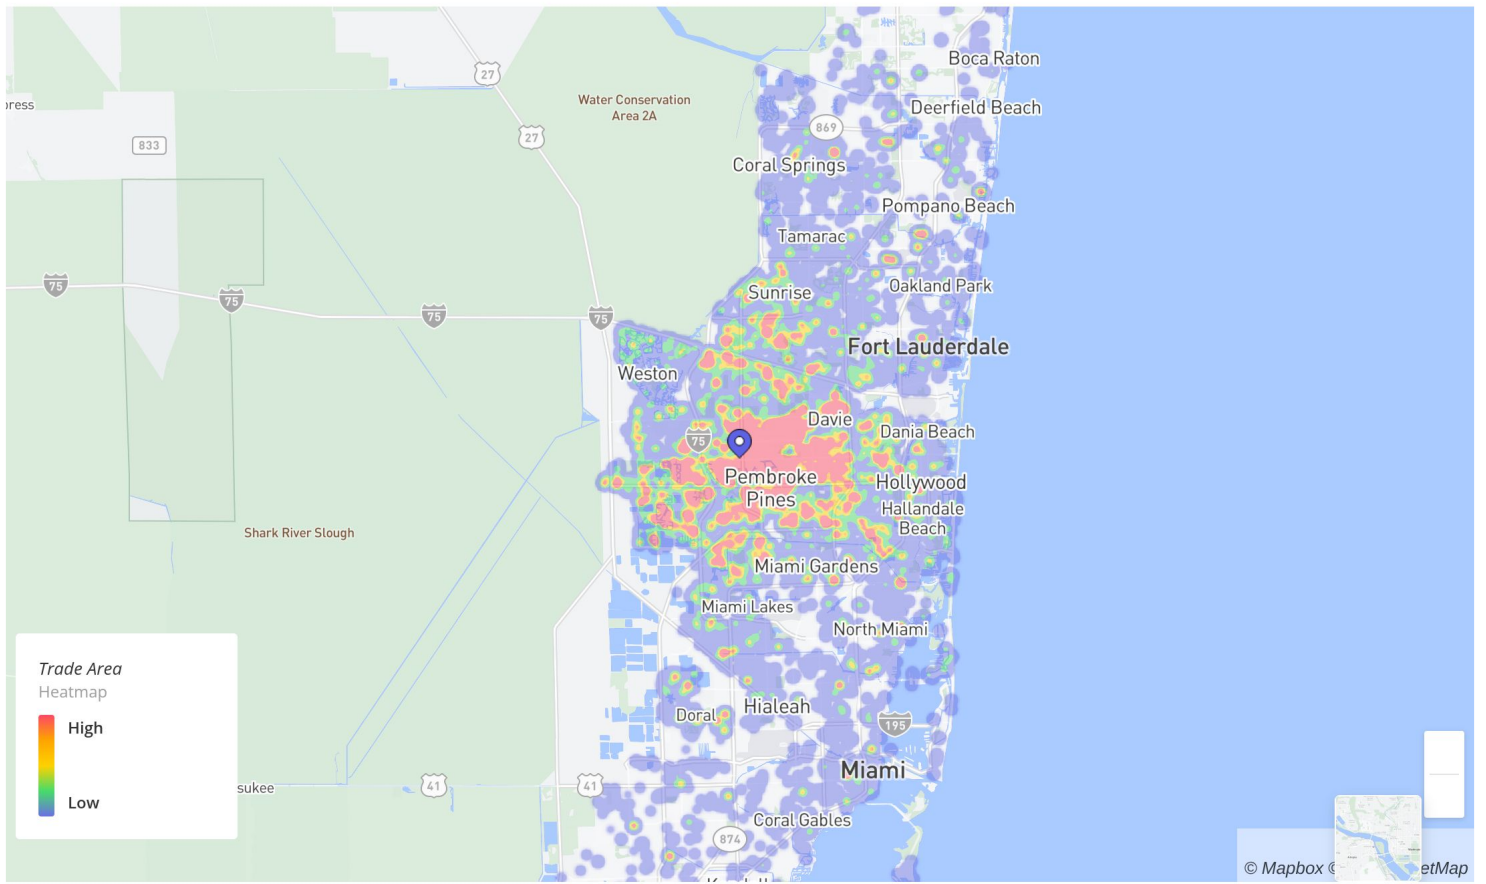 Boca Raton
27
Water Conservation
Area 2A
press
Deerfield Beach
869
27
833
Coral Springs
Pompano Beach
Tamarac
75
75
Oakland Park
Sunrise
75
75
Fort Lauderdale
Weston
Davie
75
Dania Beach
Pembroke
Pines
Hollywood
Hallandale
Beach
Shark River Slough
Miami Gardens
Miami Lakes
North Miami
Trade Area
Heatmap
High
Low
Hialeah
Doral
195
Miami
sukee
41
41
Coral Gables
874
© Mapbox ©
etMap